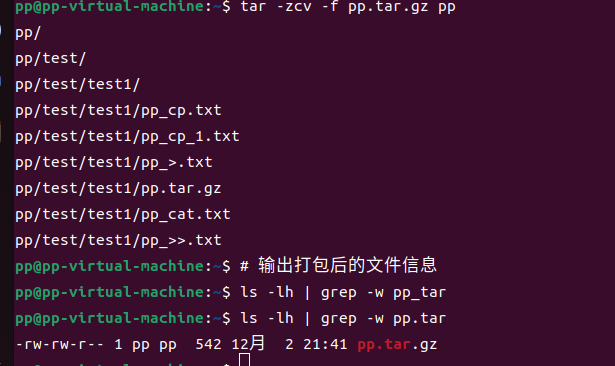 pp@pp-virtual-machine:~$ tar -zcv -f pp.tar.gz pp
pp/
pp/test/
pp/test/test1/
pp/test/test1/pp_cp.txt
pp/test/test1/pp_cp_1.txt
pp/test/test1/pp_>.txt
pp/test/test1/pp.tar.gz
pp/test/test1/pp_cat.txt
pp/test/test1/pp_>>.txt
pp@pp-virtual-machine:~$ # 输出打包后的文件信息
pp@pp-virtual-machine:~$ ls -lh | grep -w pp_tar
pp@pp-virtual-machine:~$ ls -lh | grep -w pp.tar
-rw-rw-r-- 1 pp pp  542 12月  2 21:41 pp.tar.gz
pp@pp-virtual-machine:~$